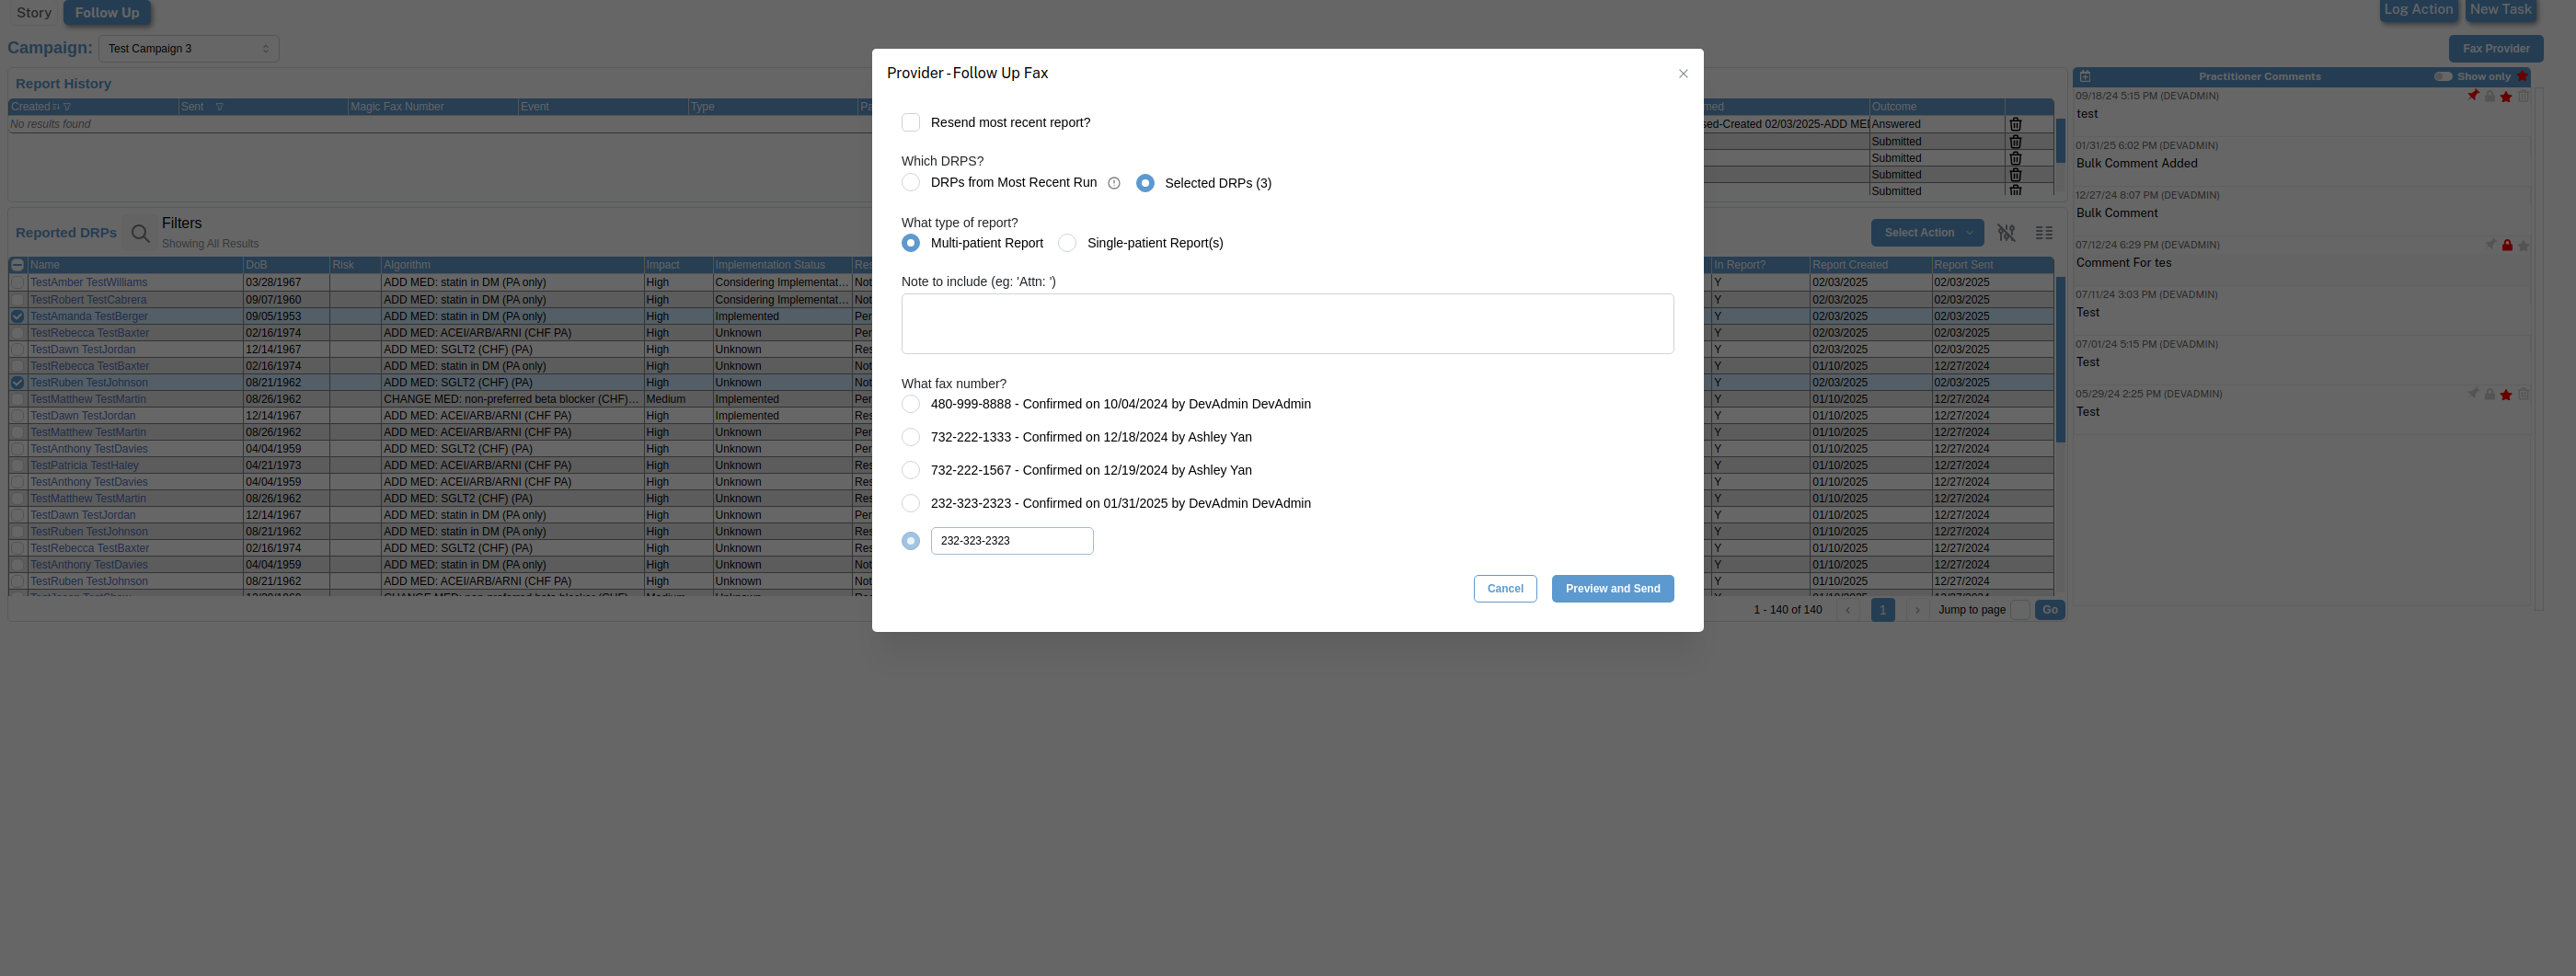 Story Follow Up Log Action New Task
Campaign: Test Campaign 3 Fax Provider
Report History
Created Sent Magic Fax Number Event Type Outcome
No results found
sed-Created 02/03/2025-ADD Answered
Submitted
Submitted
Submitted
Submitted
Reported DRPs Filters Select Action
Showing All Results
Name DoB Risk Algorithm Impact Implementation Status In Report? Report Created Report Sent
TestAmber TestWilliams 03/28/1967 ADD MED: statin in DM (PA only) High Considering Implementat... Not Y 02/03/2025 02/03/2025
TestRobert TestCabrera 09/07/1960 ADD MED: statin in DM (PA only) High Considering Implementat... Not Y 02/03/2025 02/03/2025
TestAmanda TestBerger 09/05/1953 ADD MED: statin in DM (PA only) High Implemented Per Y 02/03/2025 02/03/2025
TestRebecca TestBaxter 02/16/1974 ADD MED: ACEI/ARB/ARNI (CHF PA) High Unknown Per Y 02/03/2025 02/03/2025
TestDawn TestJordan 12/14/1967 ADD MED: SGLT2 (CHF) (PA) High Unknown Res Y 02/03/2025 02/03/2025
TestRebecca TestBaxter 02/16/1974 ADD MED: statin in DM (PA only) High Unknown Not Y 01/10/2025 12/27/2024
TestRuben TestJohnson 08/21/1962 ADD MED: SGLT2 (CHF) (PA) High Unknown Not Y 02/03/2025 02/03/2025
TestMatthew TestMartin 08/26/1962 CHANGE MED: non-preferred beta blocker (CHF)... Medium Implemented Per Y 01/10/2025 12/27/2024
TestDawn TestJordan 12/14/1967 ADD MED: ACEI/ARB/ARNI (CHF PA) High Implemented Res Y 01/10/2025 12/27/2024
TestMatthew TestMartin 08/26/1962 ADD MED: ACEI/ARB/ARNI (CHF PA) High Unknown Per Y 01/10/2025 12/27/2024
TestAnthony TestDavies 04/04/1959 ADD MED: SGLT2 (CHF) (PA) High Unknown Per Y 01/10/2025 12/27/2024
TestPatricia TestHaley 04/21/1973 ADD MED: ACEI/ARB/ARNI (CHF PA) High Unknown Res Y 01/10/2025 12/27/2024
TestAnthony TestDavies 04/04/1959 ADD MED: ACEI/ARB/ARNI (CHF PA) High Unknown Res Y 01/10/2025 12/27/2024
TestMatthew TestMartin 08/26/1962 ADD MED: SGLT2 (CHF) (PA) High Unknown Res Y 01/10/2025 12/27/2024
TestDawn TestJordan 12/14/1967 ADD MED: statin in DM (PA only) High Unknown Per Y 01/10/2025 12/27/2024
TestRuben TestJohnson 08/21/1962 ADD MED: statin in DM (PA only) High Unknown Res Y 01/10/2025 12/27/2024
TestRebecca TestBaxter 02/16/1974 ADD MED: SGLT2 (CHF) (PA) High Unknown Not Y 01/10/2025 12/27/2024
TestAnthony TestDavies 04/04/1959 ADD MED: statin in DM (PA only) High Unknown Not Y 01/10/2025 12/27/2024
TestRuben TestJohnson 08/21/1962 ADD MED: ACEI/ARB/ARNI (CHF PA) High Unknown Not Y 01/10/2025 12/27/2024
1 - 140 of 140 1 Jump to page Go
Provider - Follow Up Fax
Resend most recent report?
Which DRPS?
DRPs from Most Recent Run Selected DRPs (3)
What type of report?
Multi-patient Report Single-patient Report(s)
Note to include (eg: 'Attn: ')
What fax number?
480-999-8888 - Confirmed on 10/04/2024 by DevAdmin DevAdmin
732-222-1333 - Confirmed on 12/18/2024 by Ashley Yan
732-222-1567 - Confirmed on 12/19/2024 by Ashley Yan
232-323-2323 - Confirmed on 01/31/2025 by DevAdmin DevAdmin
232-323-2323
Cancel Preview and Send
Practitioner Comments Show only
09/18/24 5:15 PM (DEVADMIN)
test
01/31/25 6:02 PM (DEVADMIN)
Bulk Comment Added
12/27/24 8:07 PM (DEVADMIN)
Bulk Comment
07/12/24 6:29 PM (DEVADMIN)
Comment For tes
07/11/24 3:03 PM (DEVADMIN)
Test
07/01/24 5:15 PM (DEVADMIN)
Test
05/29/24 2:25 PM (DEVADMIN)
Test